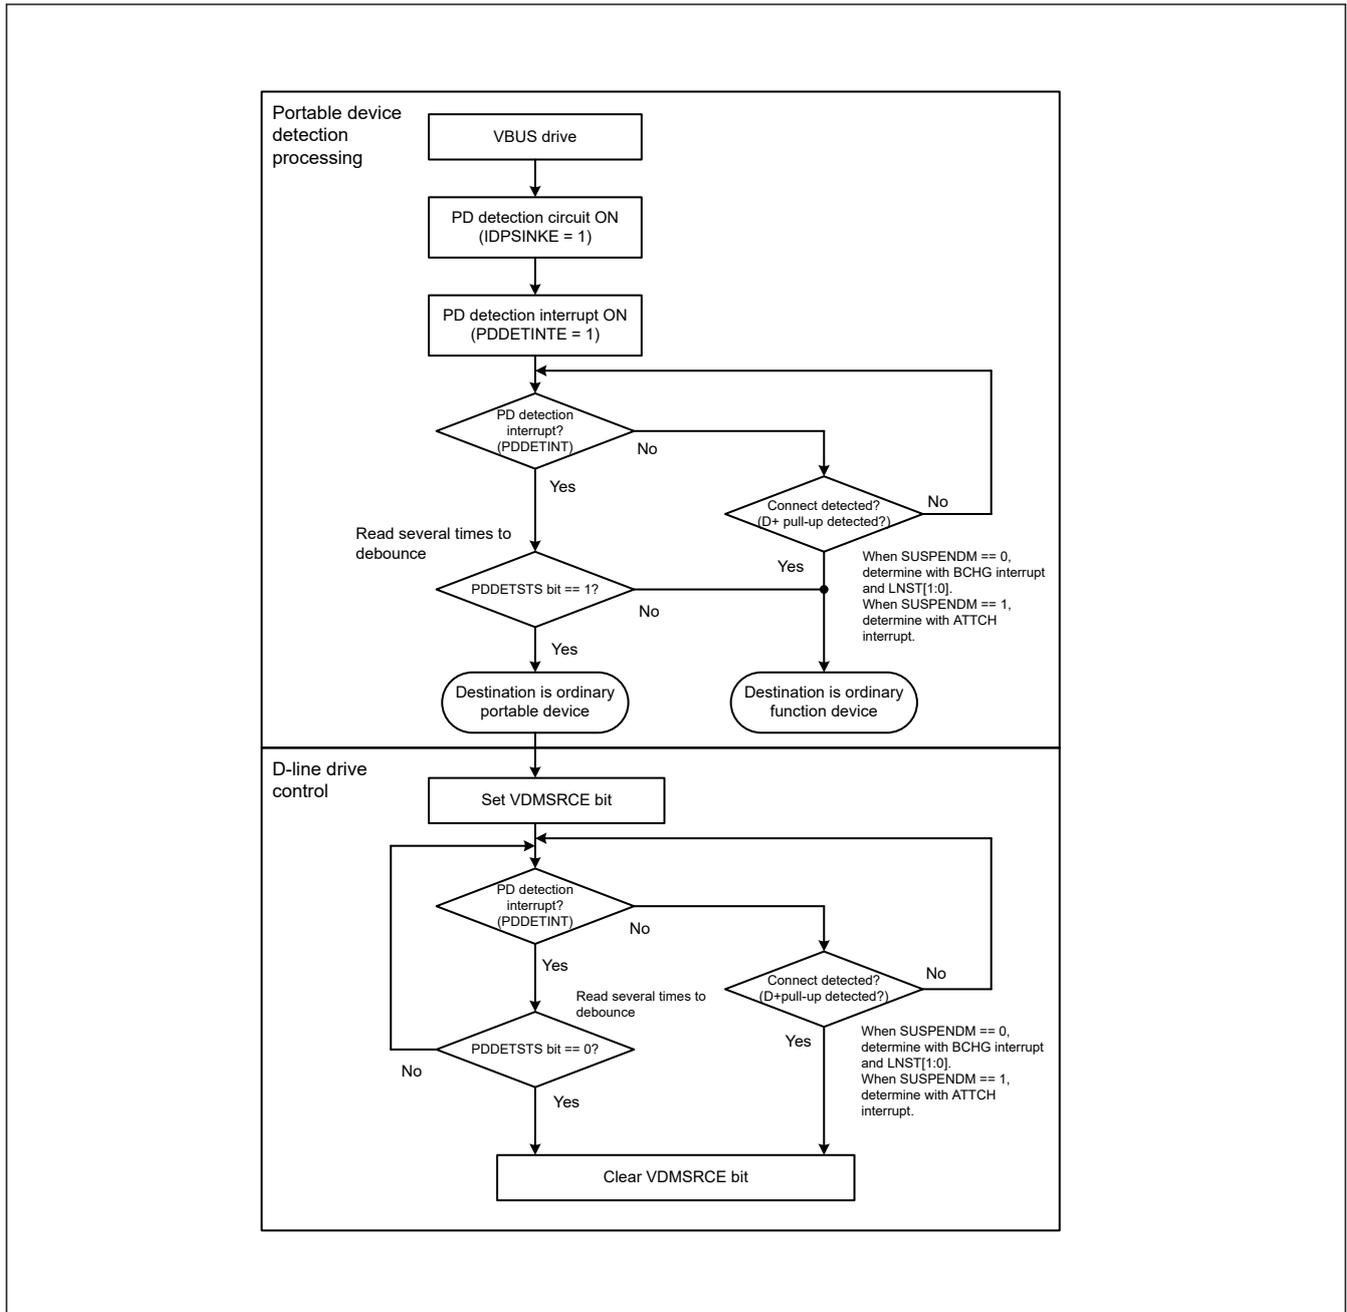 Portable device
detection
processing
VBUS drive
PD detection circuit ON
(IDPSINKE = 1)
PD detection interrupt ON
(PDDETINTE = 1)
PD detection
interrupt?
(PDDETINT)
No
Yes
Connect detected?
(D+ pull-up detected?)
No
Read several times to
debounce
Yes
When SUSPENDM == 0,
determine with BCHG interrupt
and LNST[1:0].
When SUSPENDM == 1,
determine with ATTCH
interrupt.
PDDETSTS bit == 1?
No
Yes
Destination is ordinary
portable device
Destination is ordinary
function device
D-line drive
control
Set VDMSRCE bit
PD detection
interrupt?
(PDDETINT)
No
Yes
Connect detected?
(D+pull-up detected?)
No
Read several times to
debounce
Yes
When SUSPENDM == 0,
determine with BCHG interrupt
and LNST[1:0].
When SUSPENDM == 1,
determine with ATTCH
interrupt.
PDDETSTS bit == 0?
No
Yes
Clear VDMSRCE bit